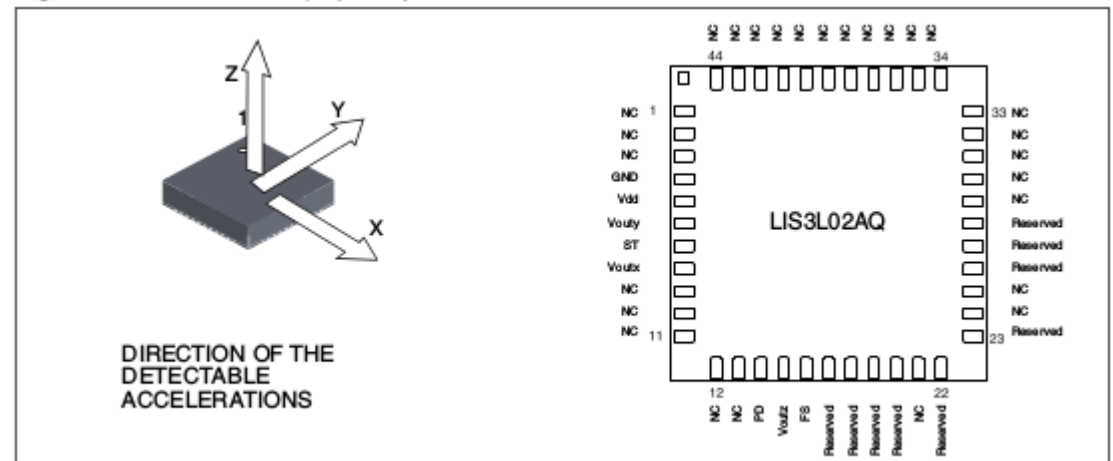 Z
Y
1
X
DIRECTION OF THE
DETECTABLE
ACCELERATIONS
NC NC NC NC NC NC NC NC NC NC NC
44 34
NC 1
NC
NC
GND
Vdd
Vouty
ST
Voutx
NC
NC
NC 11
LIS3L02AQ
33 NC
NC
NC
NC
NC
Reserved
Reserved
Reserved
NC
NC
23 Reserved
12 22
NC NC PD Voutz FS Reserved Reserved Reserved Reserved NC Reserved